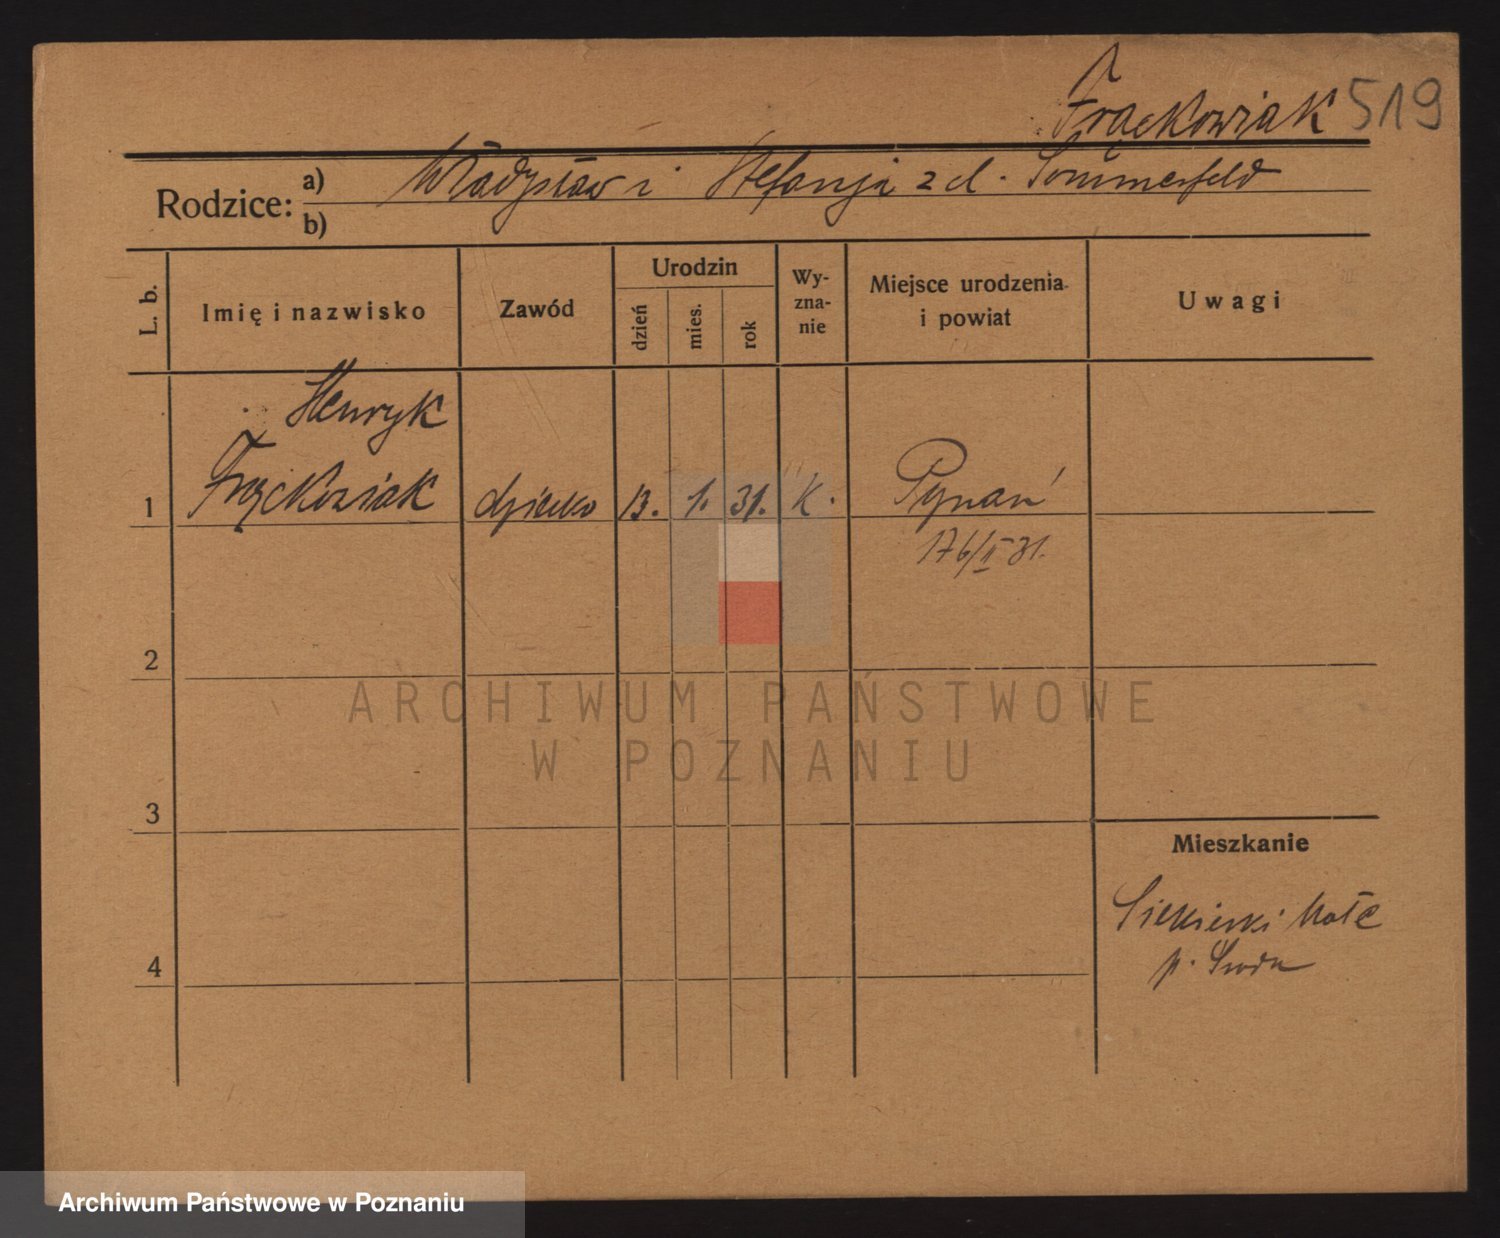 Frąckowiak 519
Rodzice: a) Władysław i Stefanja z d. Sommerfeld
b)
L. b.
Imię i nazwisko
Zawód
Urodzin
dzień
mies.
rok
Wy-
zna-
nie
Miejsce urodzenia
i powiat
Uwagi
Henryk
1 Frąckowiak dziecko 13. 1. 31. K. Poznań
176/II 31.
2
ARCHIWUM PAŃSTWOWE
W POZNANIU
3
Mieszkanie
Siekierki Małe
4
p. Środa
Archiwum Państwowe w Poznaniu